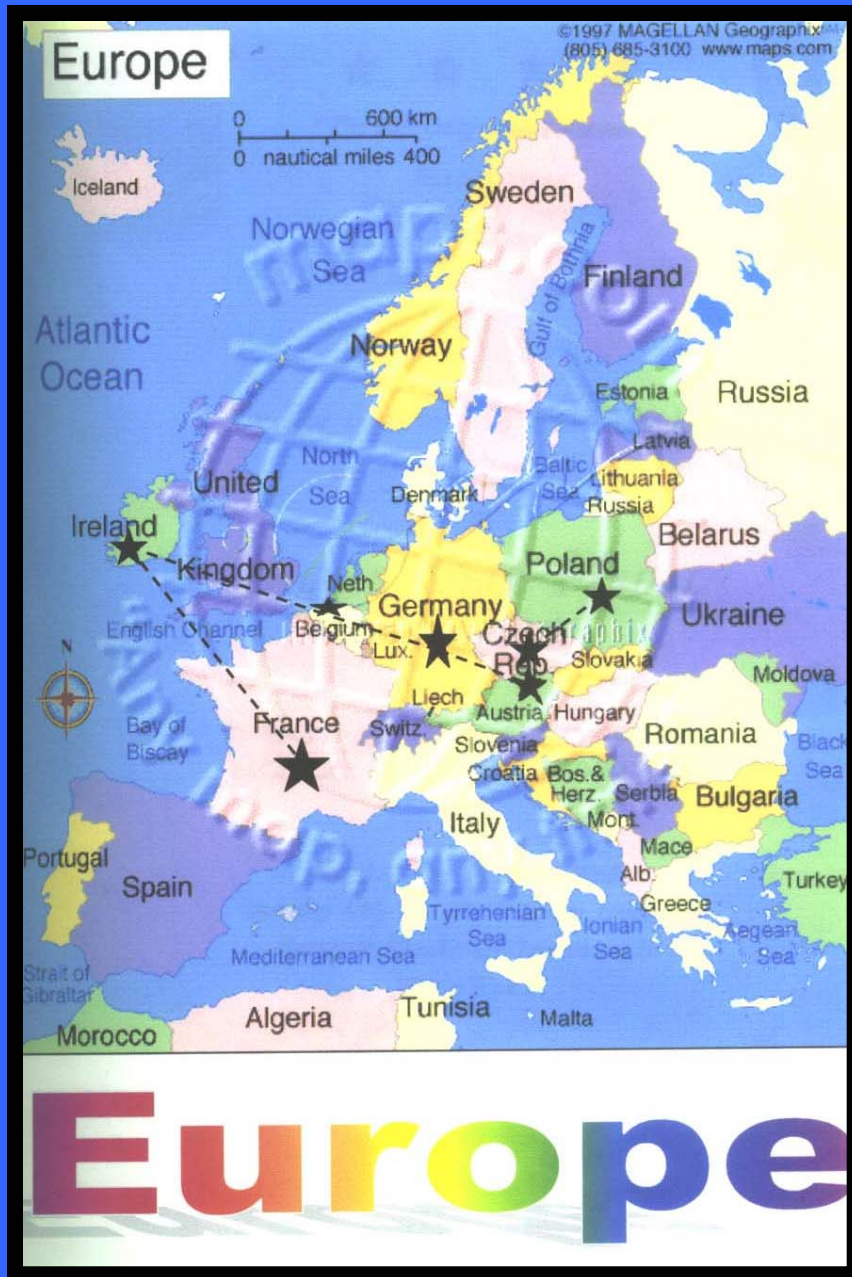 ©1997 MAGELLAN Geographix
(805) 685-3100 www.maps.com
Europe
0 600 km
0 nautical miles 400
Iceland
Sweden
Norwegian
Sea
Finland
Gulf of Bothnia
Atlantic
Ocean
Norway
Estonia
Russia
Latvia
North
Sea
Baltic
Sea
Lithuania
Russia
United
Kingdom
Denmark
Ireland
Belarus
Poland
Neth.
Germany
Ukraine
English Channel
Belgium
Lux.
Czech
Rep.
Slovakia
N
Moldova
Liech
Bay of
Biscay
France
Switz
Austria
Hungary
Romania
Slovenia
Black
Sea
Croatia
Bos.&
Herz.
Serbia
Bulgaria
Italy
Mont.
Portugal
Spain
Mace.
Alb.
Turkey
Greece
Tyrrehenian
Sea
Ionian
Sea
Aegean
Sea
Mediterranean Sea
Strait of
Gibraltar
Morocco
Algeria
Tunisia
Malta
Europe